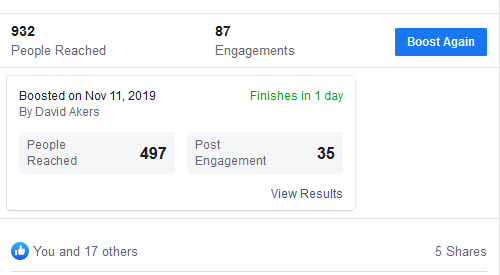 932 87
People Reached Engagements Boost Again
Boosted on Nov 11, 2019 Finishes in 1 day
By David Akers
People Reached 497 Post Engagement 35
View Results
You and 17 others 5 Shares